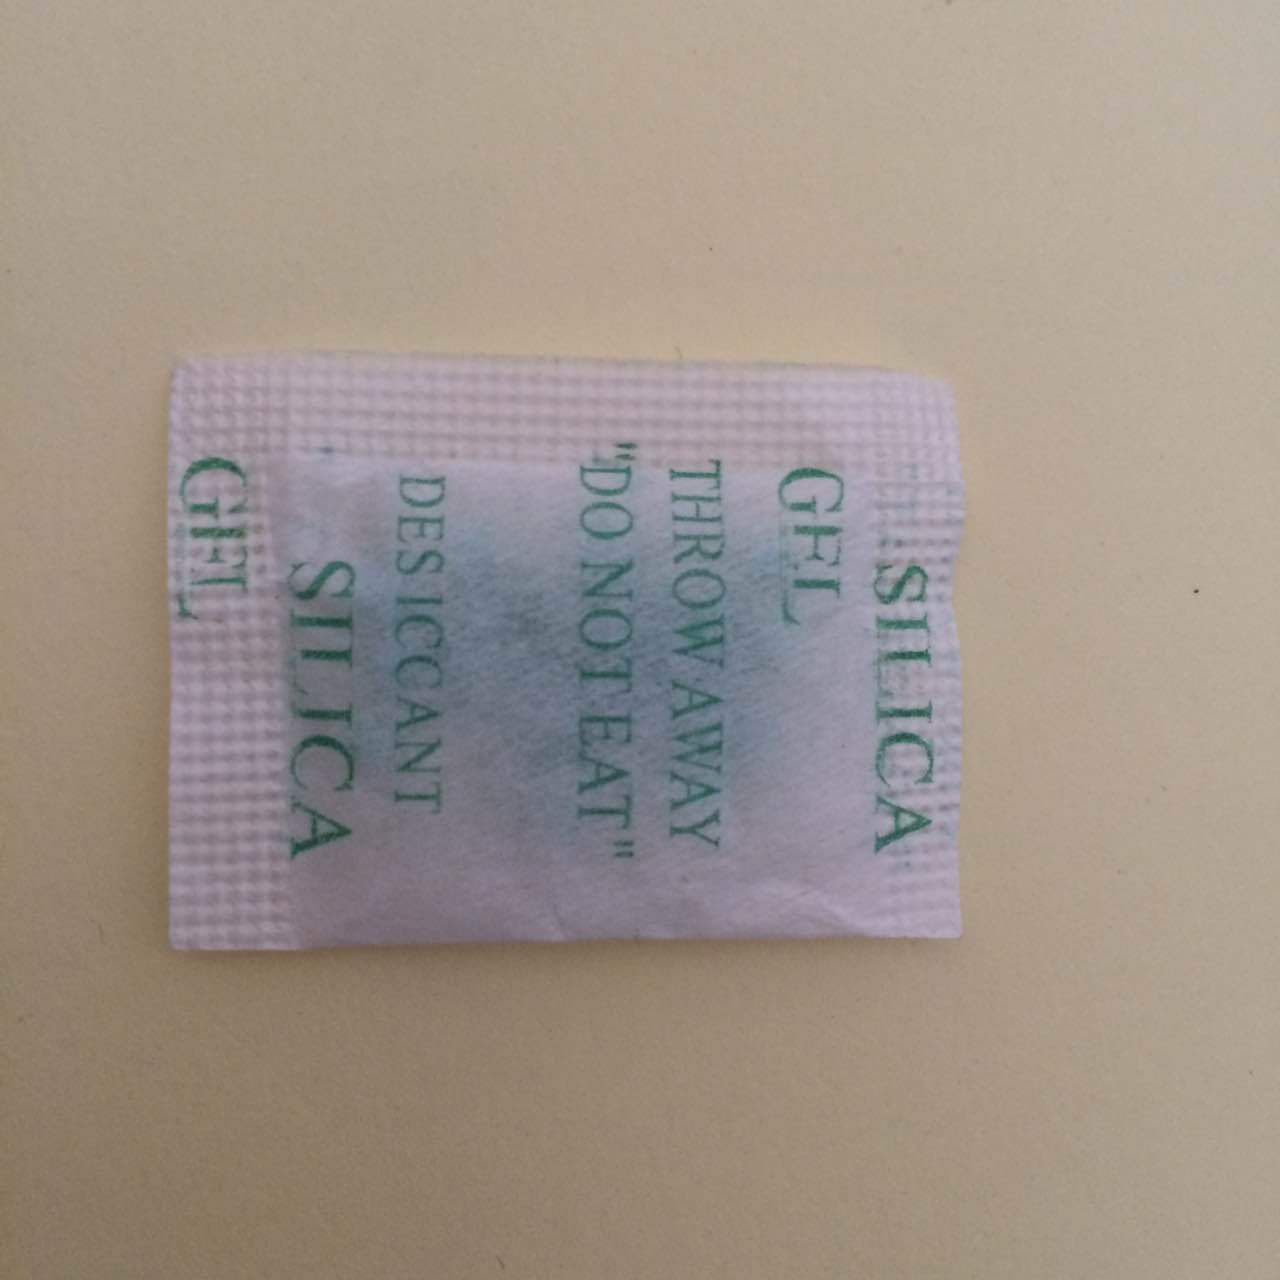 SILICA
GEL
THROW AWAY
"DO NOT EAT"
DESICCANT
SILICA
GEL